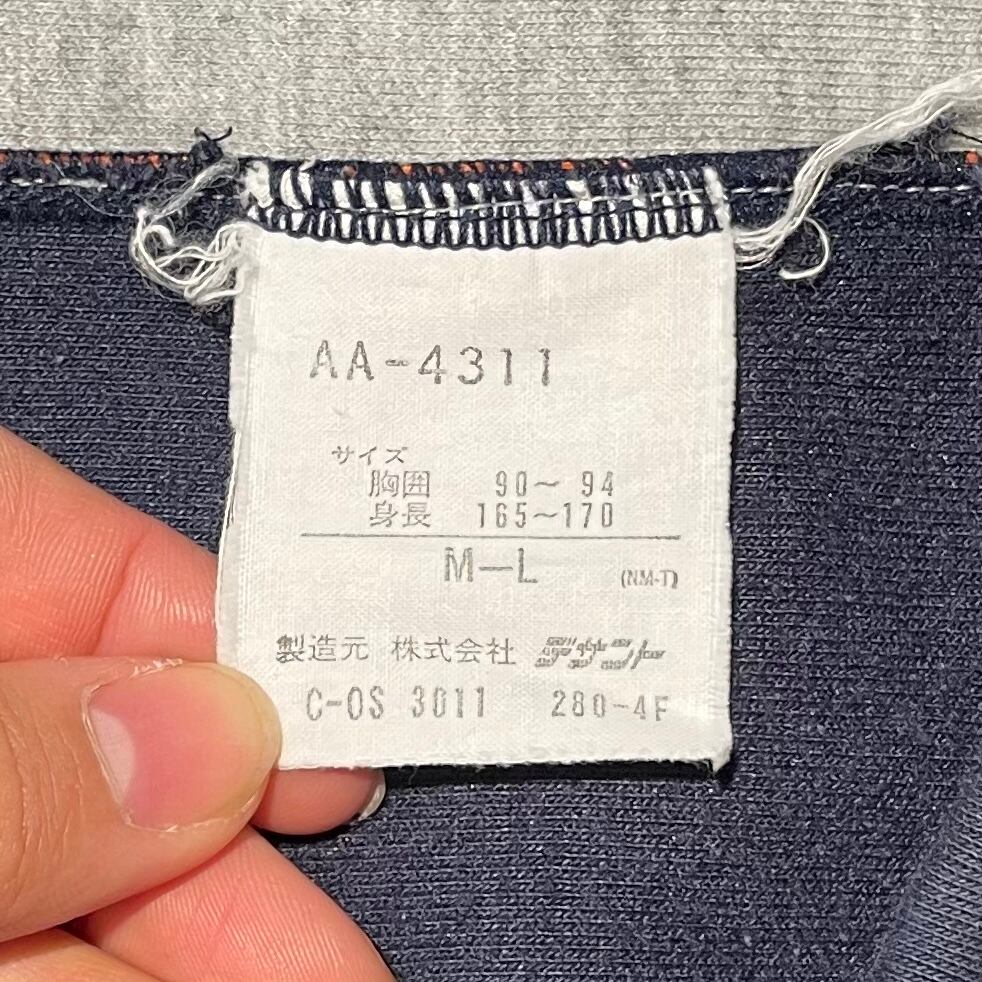 AA-4311
サイズ
胸囲 90～ 94
身長 165～170
M—L (NM-T)
製造元 株式会社 デサント
C-OS 3011 280-4F